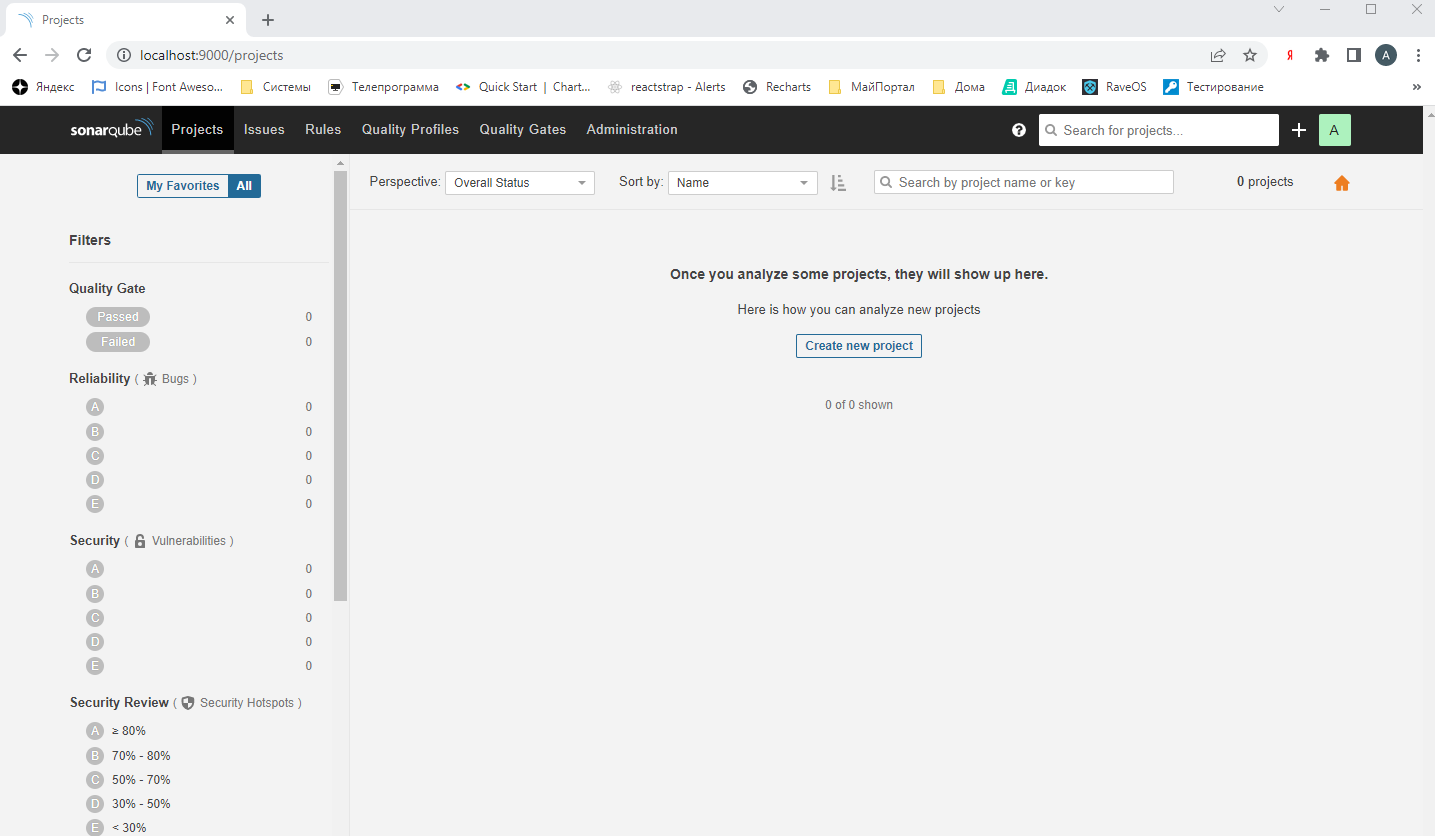 Projects
localhost:9000/projects
A
Яндекс Icons | Font Aweso... Системы Телепрограмма Quick Start | Chart... reactstrap - Alerts Recharts МайПортал Дома Диадок RaveOS Тестирование »
sonarqube Projects Issues Rules Quality Profiles Quality Gates Administration ? Search for projects... A
My Favorites All
Perspective: Overall Status Sort by: Name Search by project name or key 0 projects
Filters
Once you analyze some projects, they will show up here.
Here is how you can analyze new projects
Create new project
0 of 0 shown
Quality Gate
Passed 0
Failed 0
Reliability ( Bugs )
A 0
B 0
C 0
D 0
E 0
Security ( Vulnerabilities )
A 0
B 0
C 0
D 0
E 0
Security Review ( Security Hotspots )
A ≥ 80%
B 70% - 80%
C 50% - 70%
D 30% - 50%
E < 30%